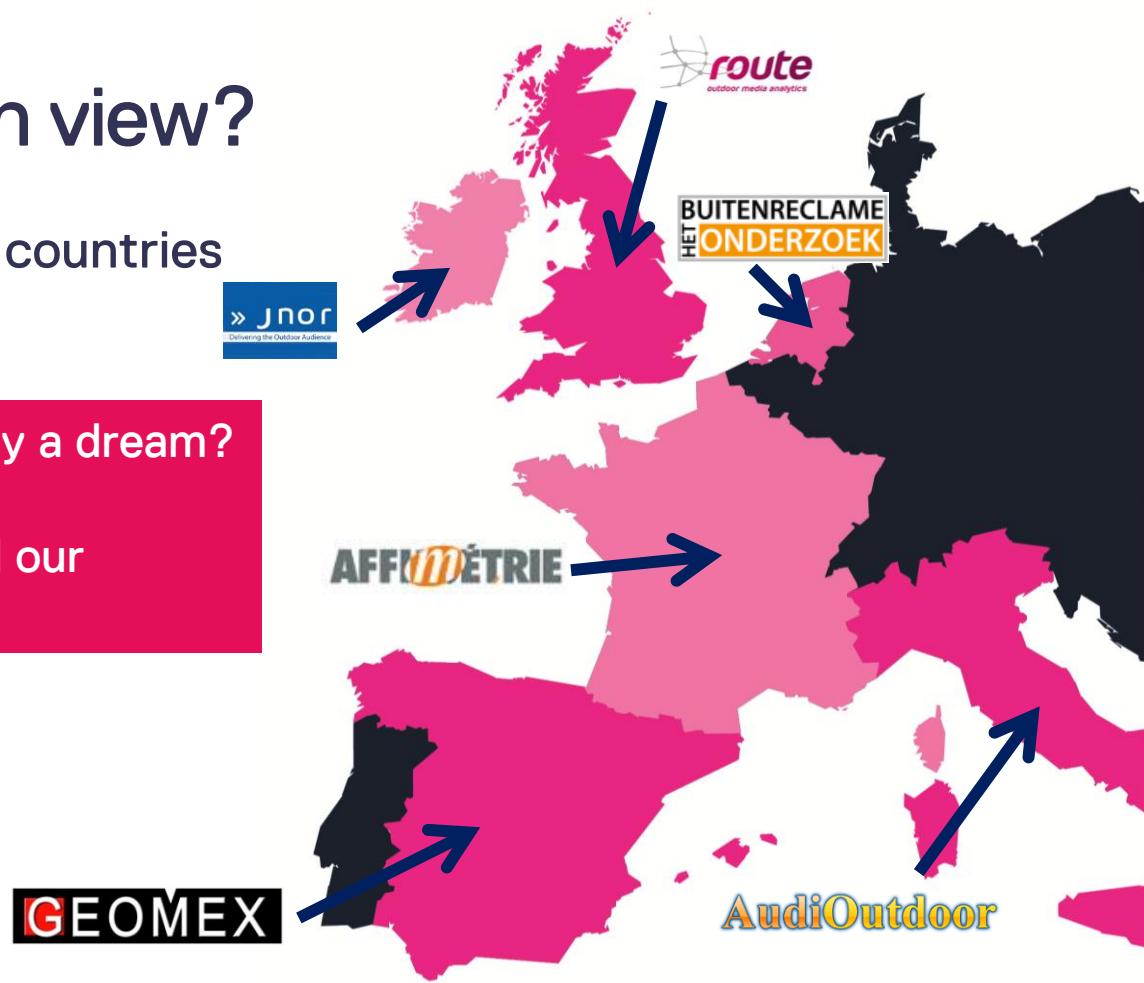 n view?
countries
y a dream?
l our
route
outdoor media analytics
BUITENRECLAME
HET ONDERZOEK
» JNOR
Delivering the Outdoor Audience
AFFIMÉTRIE
GEOMEX
AudiOutdoor